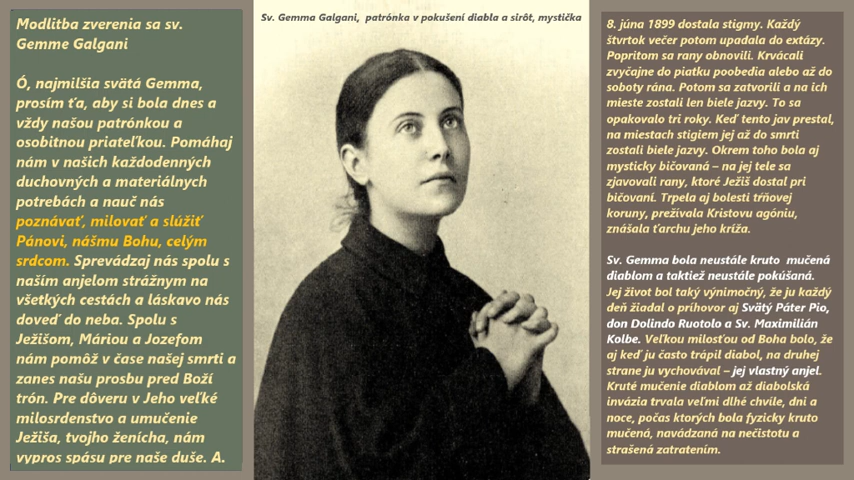 Modlitba zverenia sa sv.
Gemme Galgani
Ó, najmilšia svätá Gemma,
prosím ťa, aby si bola dnes a
vždy našou patrónkou a
osobitnou priateľkou. Pomáhaj
nám v našich každodenných
duchovných a materiálnych
potrebách a nauč nás
poznávať, milovať a slúžiť
Pánovi, nášmu Bohu, celým
srdcom. Sprevádzaj nás spolu s
naším anjelom strážnym na
všetkých cestách a láskavo nás
doveď do neba. Spolu s
Ježišom, Máriou a Jozefom
nám pomôž v čase našej smrti a
zanes našu prosbu pred Boží
trón. Pre dôveru v Jeho veľké
milosrdenstvo a umučenie
Ježiša, tvojho ženícha, nám
vypros spásu pre naše duše. A.
Sv. Gemma Galgani, patrónka v pokušení diabla a sirôt, mystička
8. júna 1899 dostala stigmy. Každý
štvrtok večer potom upadala do extázy.
Popritom sa rany obnovili. Krvácali
zvyčajne do piatku poobedia alebo až do
soboty rána. Potom sa zatvorili a na ich
mieste zostali len biele jazvy. To sa
opakovalo tri roky. Keď tento jav prestal,
na miestach stigiem jej až do smrti
zostali biele jazvy. Okrem toho bola aj
mysticky bičovaná – na jej tele sa
zjavovali rany, ktoré Ježiš dostal pri
bičovaní. Trpela aj bolesti tŕňovej
koruny, prežívala Kristovu agóniu,
znášala ťarchu jeho kríža.
Sv. Gemma bola neustále kruto mučená
diablom a taktiež neustále pokúšaná.
Jej život bol taký výnimočný, že ju každý
deň žiadal o príhovor aj Svätý Páter Pio,
don Dolindo Ruotolo a Sv. Maximilián
Kolbe. Veľkou milosťou od Boha bolo, že
aj keď ju často trápil diabol, na druhej
strane ju vychovával – jej vlastný anjel.
Kruté mučenie diablom až diabolská
invázia trvala veľmi dlhé chvíle, dni a
noce, počas ktorých bola fyzicky kruto
mučená, navádzaná na nečistotu a
strašená zatratením.